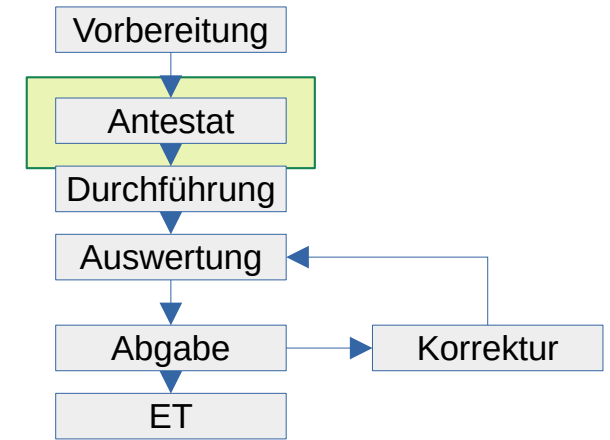 Vorbereitung
Antestat
Durchführung
Auswertung
Abgabe
Korrektur
ET